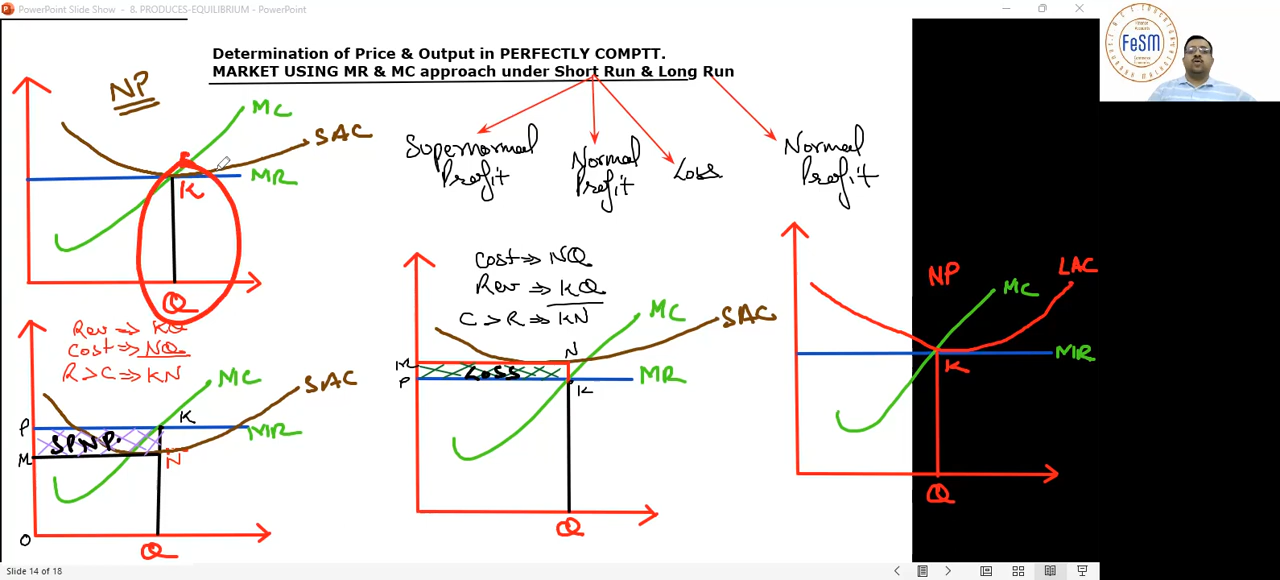 PowerPoint Slide Show - 8. PRODUCES-EQUILIBRIUM - PowerPoint
Determination of Price & Output in PERFECTLY COMPTT.
MARKET USING MR & MC approach under Short Run & Long Run
FeSM
NP
MC
SAC
MR
K
Q
Supernormal
Profit
Normal
Profit
Loss
Normal
Profit
Rev ⇒ KQ
Cost ⇒ NQ
R > C ⇒ KN
MC
SAC
P
K
MR
SPNP.
M
N
O
Q
Cost ⇒ NQ
Rev ⇒ KQ
C > R ⇒ KN
MC
SAC
N
M
Loss
P
MR
K
Q
NP
LAC
MC
MR
K
Q
Slide 14 of 18